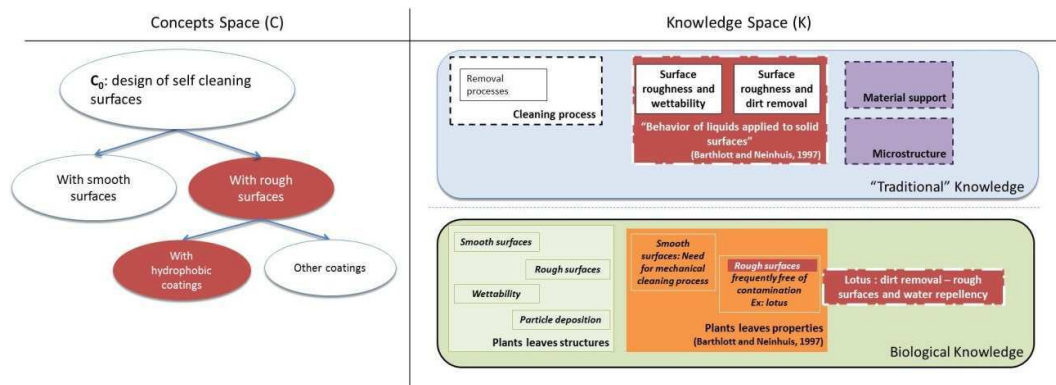 Concepts Space (C)
Knowledge Space (K)
C₀: design of self cleaning
surfaces
With smooth
surfaces
With rough
surfaces
With
hydrophobic
coatings
Other coatings
Removal
processes
Cleaning process
Surface
roughness and
wettability
Surface
roughness and
dirt removal
“Behavior of liquids applied to solid
surfaces”
(Barthlott and Neinhuis, 1997)
Material support
Microstructure
“Traditional” Knowledge
Smooth surfaces
Rough surfaces
Wettability
Particle deposition
Plants leaves structures
Smooth
surfaces: Need
for mechanical
cleaning process
Rough surfaces
frequently free of
contamination
Ex: lotus
Plants leaves properties
(Barthlott and Neinhuis, 1997)
Lotus : dirt removal – rough
surfaces and water repellency
Biological Knowledge